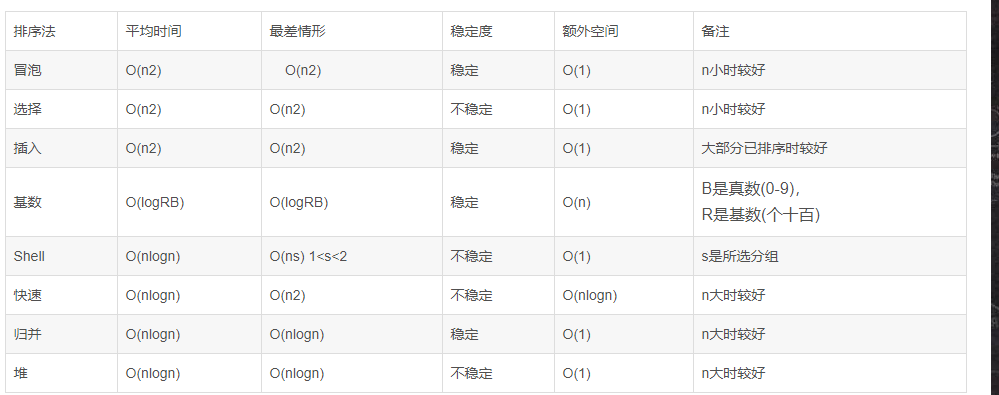 排序法 平均时间 最差情形 稳定度 额外空间 备注
冒泡 O(n2) O(n2) 稳定 O(1) n小时较好
选择 O(n2) O(n2) 不稳定 O(1) n小时较好
插入 O(n2) O(n2) 稳定 O(1) 大部分已排序时较好
基数 O(logRB) O(logRB) 稳定 O(n) B是真数(0-9)，
R是基数(个十百)
Shell O(nlogn) O(ns) 1<s<2 不稳定 O(1) s是所选分组
快速 O(nlogn) O(n2) 不稳定 O(nlogn) n大时较好
归并 O(nlogn) O(nlogn) 稳定 O(1) n大时较好
堆 O(nlogn) O(nlogn) 不稳定 O(1) n大时较好